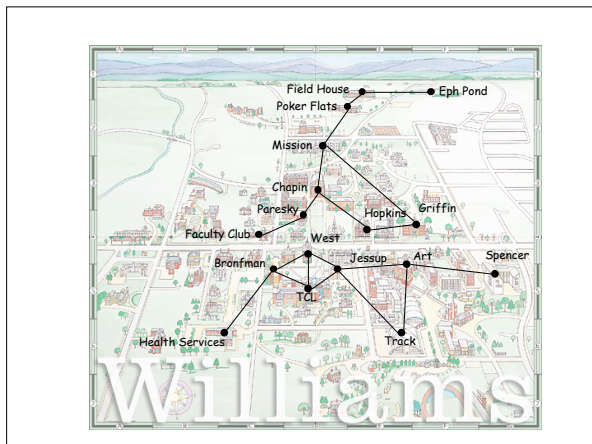 Field House
Eph Pond
Poker Flats
Mission
Chapin
Paresky
Hopkins
Griffin
Faculty Club
West
Bronfman
Jessup
Art
Spencer
TCL
Health Services
Track
Williams